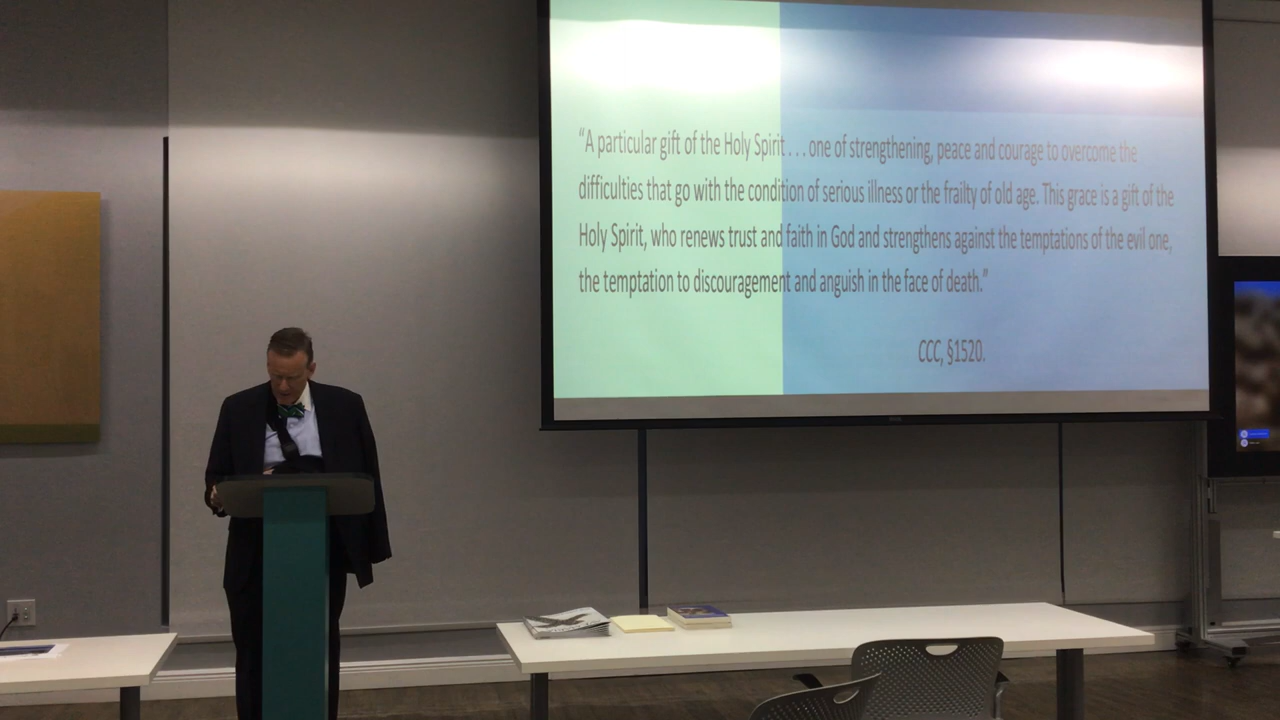 “A particular gift of the Holy Spirit . . . one of strengthening, peace and courage to overcome the
difficulties that go with the condition of serious illness or the frailty of old age. This grace is a gift of the
Holy Spirit, who renews trust and faith in God and strengthens against the temptations of the evil one,
the temptation to discouragement and anguish in the face of death.”
CCC, §1520.